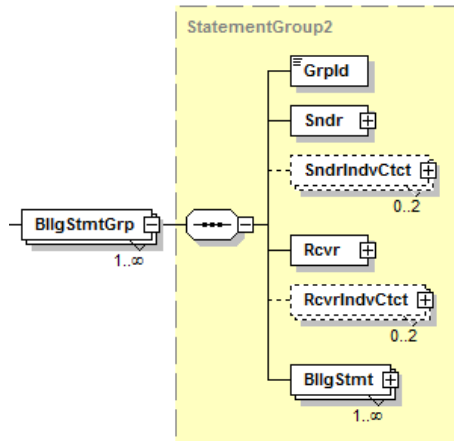 StatementGroup2
GrpId
Sndr
SndrIndvCtct
0..2
BllgStmtGrp
1..∞
Rcvr
RcvrIndvCtct
0..2
BllgStmt
1..∞